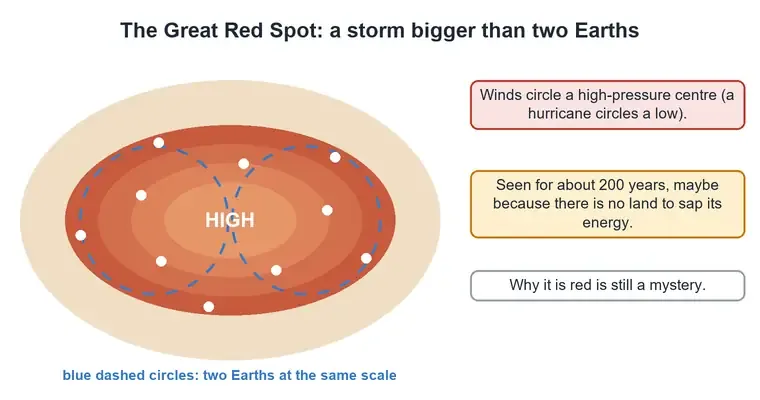 The Great Red Spot: a storm bigger than two Earths
Winds circle a high-pressure centre (a
hurricane circles a low).
Seen for about 200 years, maybe
because there is no land to sap its
energy.
HIGH
Why it is red is still a mystery.
blue dashed circles: two Earths at the same scale